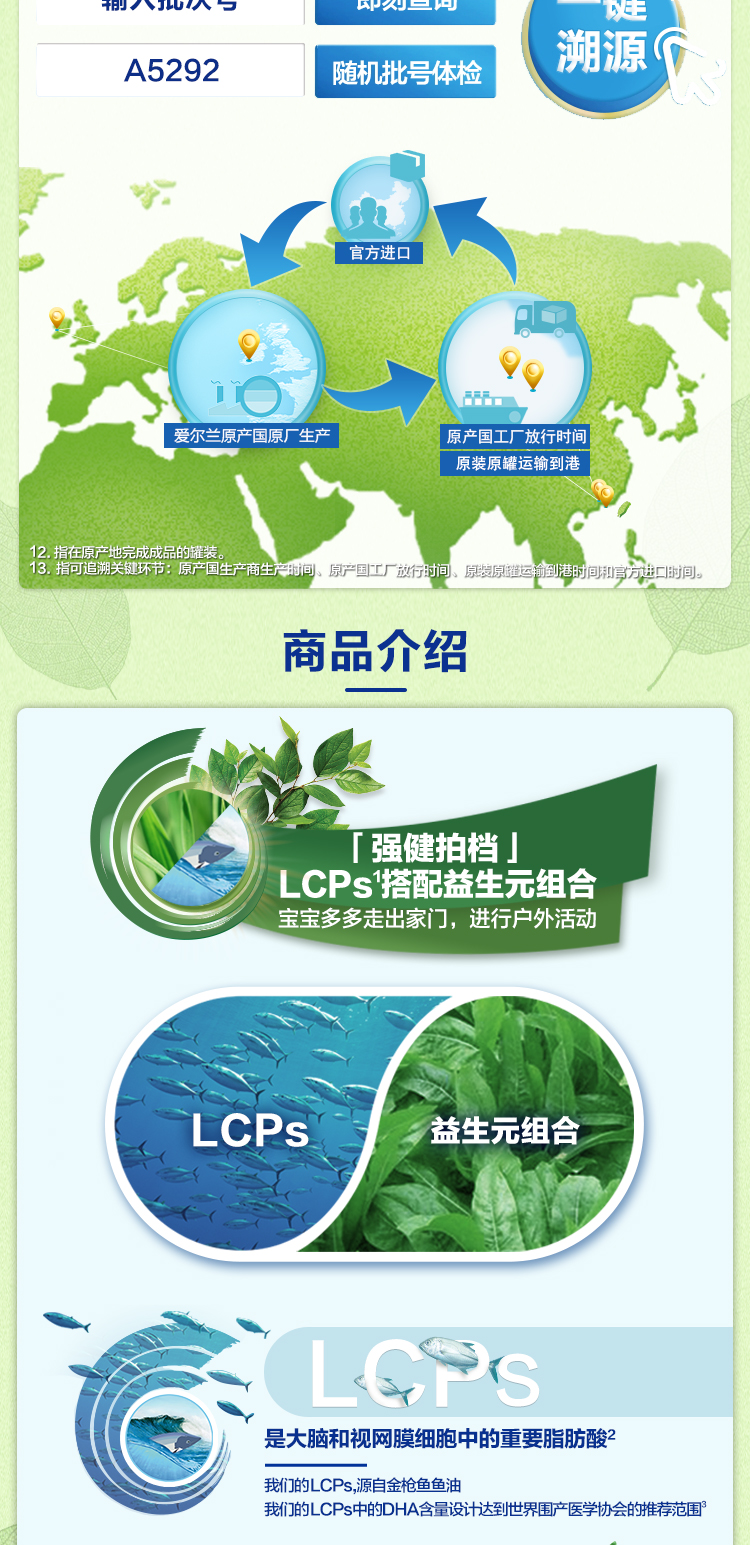 输入批次号
即刻查询
一键
溯源
A5292
随机批号体检
官方进口
爱尔兰原产国原厂生产
原产国工厂放行时间
原装原罐运输到港
12. 指在原产地完成成品的罐装。
13. 指可追溯关键环节：原产国生产商生产时间、原产国工厂放行时间、原装原罐运输到港时间和官方进口时间。
商品介绍
「强健拍档」
LCPs¹搭配益生元组合
宝宝多多走出家门，进行户外活动
LCPs
益生元组合
LCPs
是大脑和视网膜细胞中的重要脂肪酸²
我们的LCPs,源自金枪鱼鱼油
我们的LCPs中的DHA含量设计达到世界围产医学协会的推荐范围³